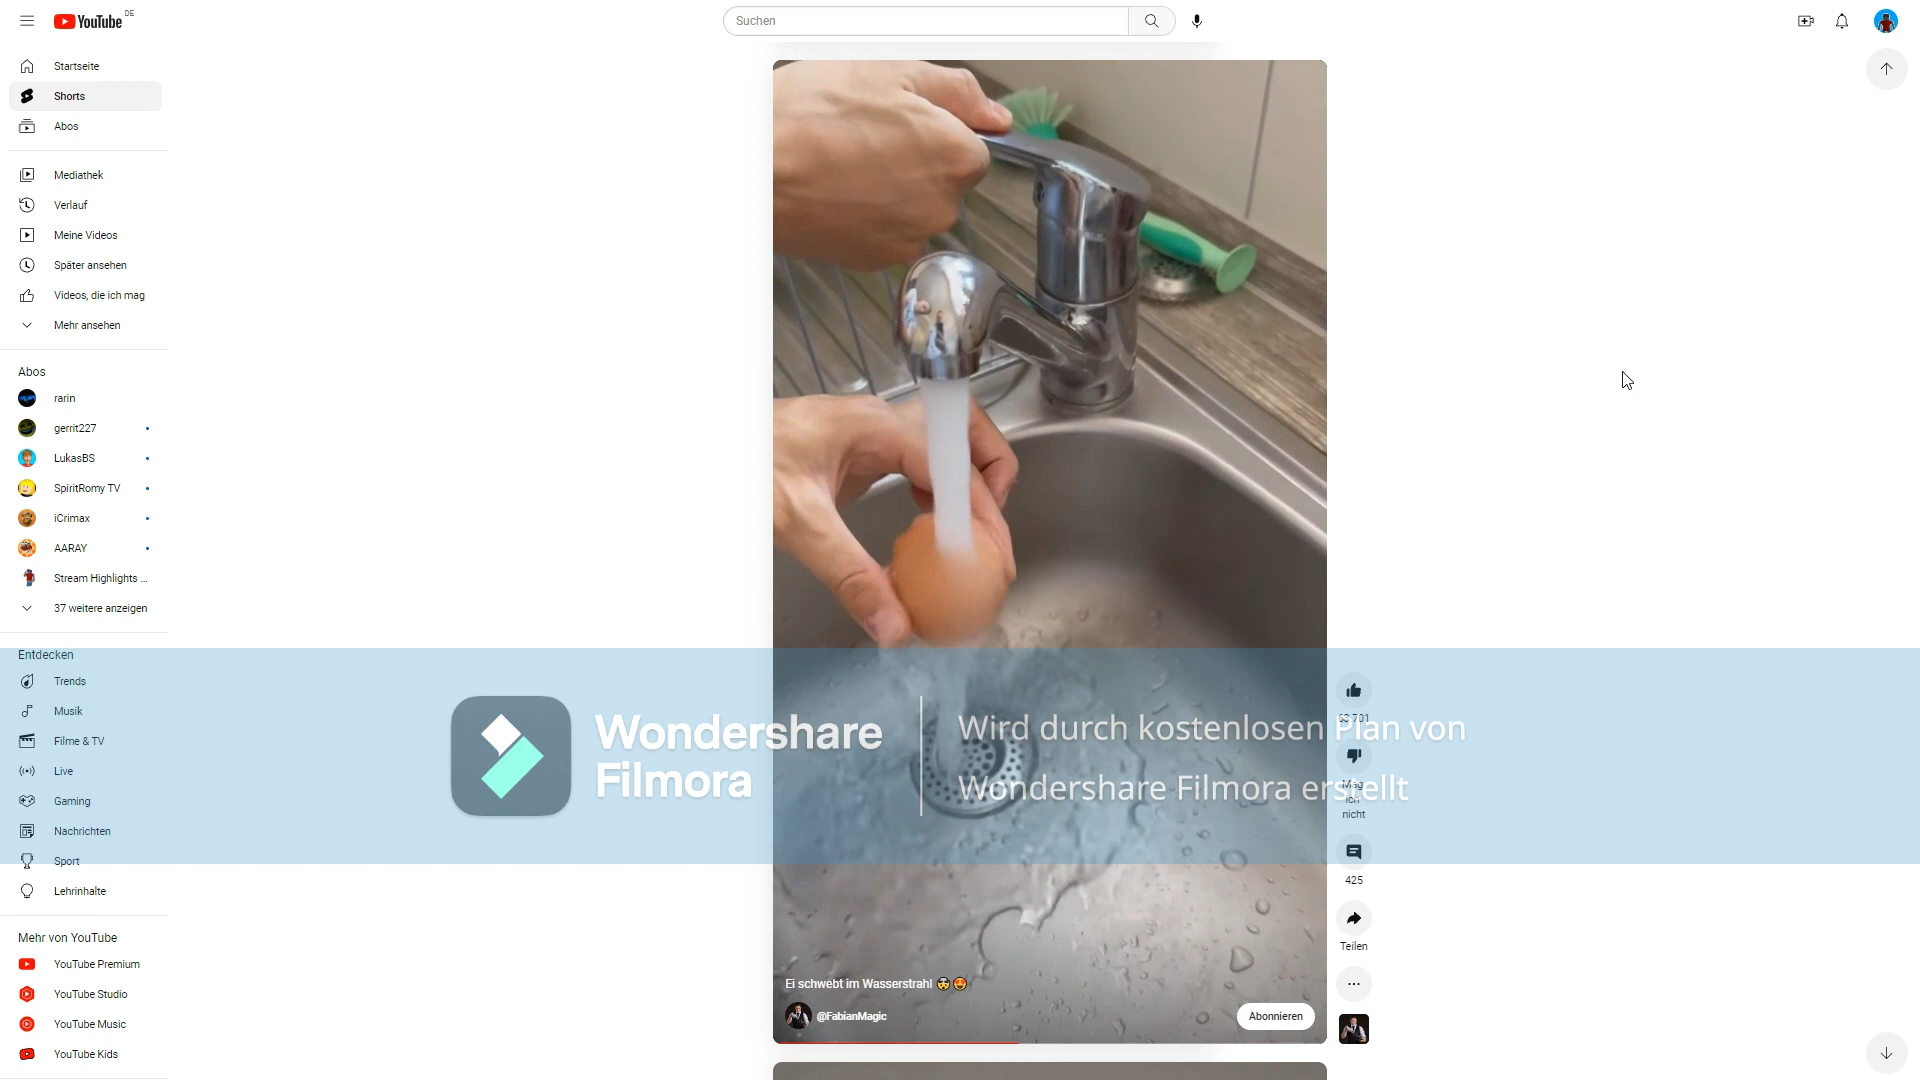 YouTube DE
Suchen
Startseite
Shorts
Abos
Mediathek
Verlauf
Meine Videos
Später ansehen
Videos, die ich mag
Mehr ansehen
Abos
rarin
gerrit227
LukasBS
SpiritRomy TV
iCrimax
AARAY
Stream Highlights ...
37 weitere anzeigen
Entdecken
Trends
Musik
Filme & TV
Live
Gaming
Nachrichten
Sport
Lehrinhalte
Mehr von YouTube
YouTube Premium
YouTube Studio
YouTube Music
YouTube Kids
Wondershare
Filmora
Wird durch kostenlosen Plan von
Wondershare Filmora erstellt
Ei schwebt im Wasserstrahl 🤯😍
@FabianMagic
Abonnieren
Mag
ich
nicht
425
Teilen